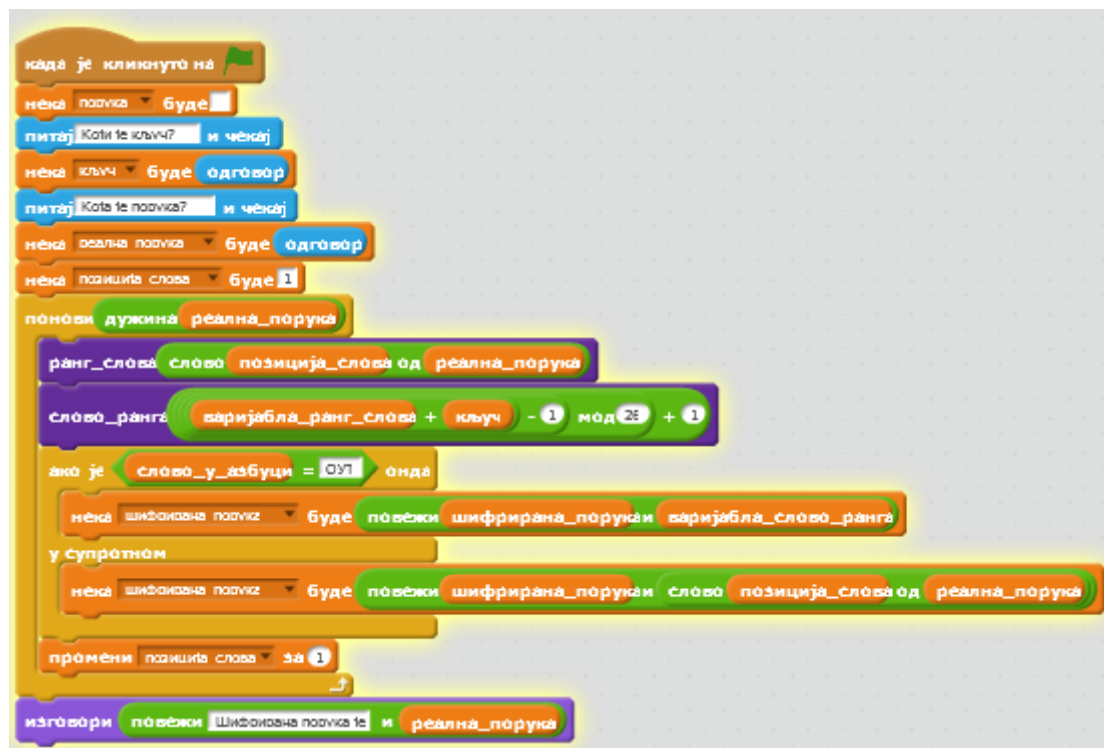 када је кликнуто на
нека порука буде
питај Који је кључ? и чекај
нека кључ буде одговор
питај Која је порука? и чекај
нека реална порука буде одговор
нека позиција слова буде 1
понови дужина реална_порука
ранг_слова слово позиција_слова од реална_порука
слово_ранга варијабла_ранг_слова + кључ - 1 мод 26 + 1
ако је слово_у_азбуци = онда
нека шифрирана порука буде повежи шифрирана_порука и варијабла_слово_ранга
у супротном
нека шифрирана порука буде повежи шифрирана_порука и слово позиција_слова од реална_порука
промени позиција слова за 1
изговори повежи Шифрирана порука је и реална_порука